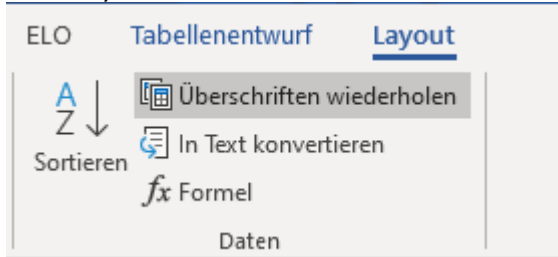 ELO Tabellenentwurf Layout
Überschriften wiederholen
Sortieren
In Text konvertieren
fx Formel
Daten